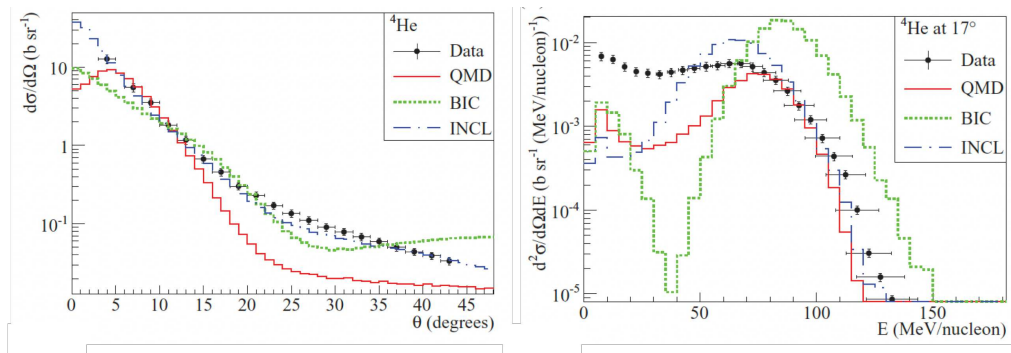 dσ/dΩ (b sr⁻¹)
10
1
10⁻¹
⁴He
Data
QMD
BIC
INCL
0 5 10 15 20 25 30 35 40 45
θ (degrees)
d²σ/dΩdE (b sr⁻¹ (MeV/nucleon)⁻¹)
10⁻²
10⁻³
10⁻⁴
10⁻⁵
⁴He at 17°
Data
QMD
BIC
INCL
0 50 100 150
E (MeV/nucleon)